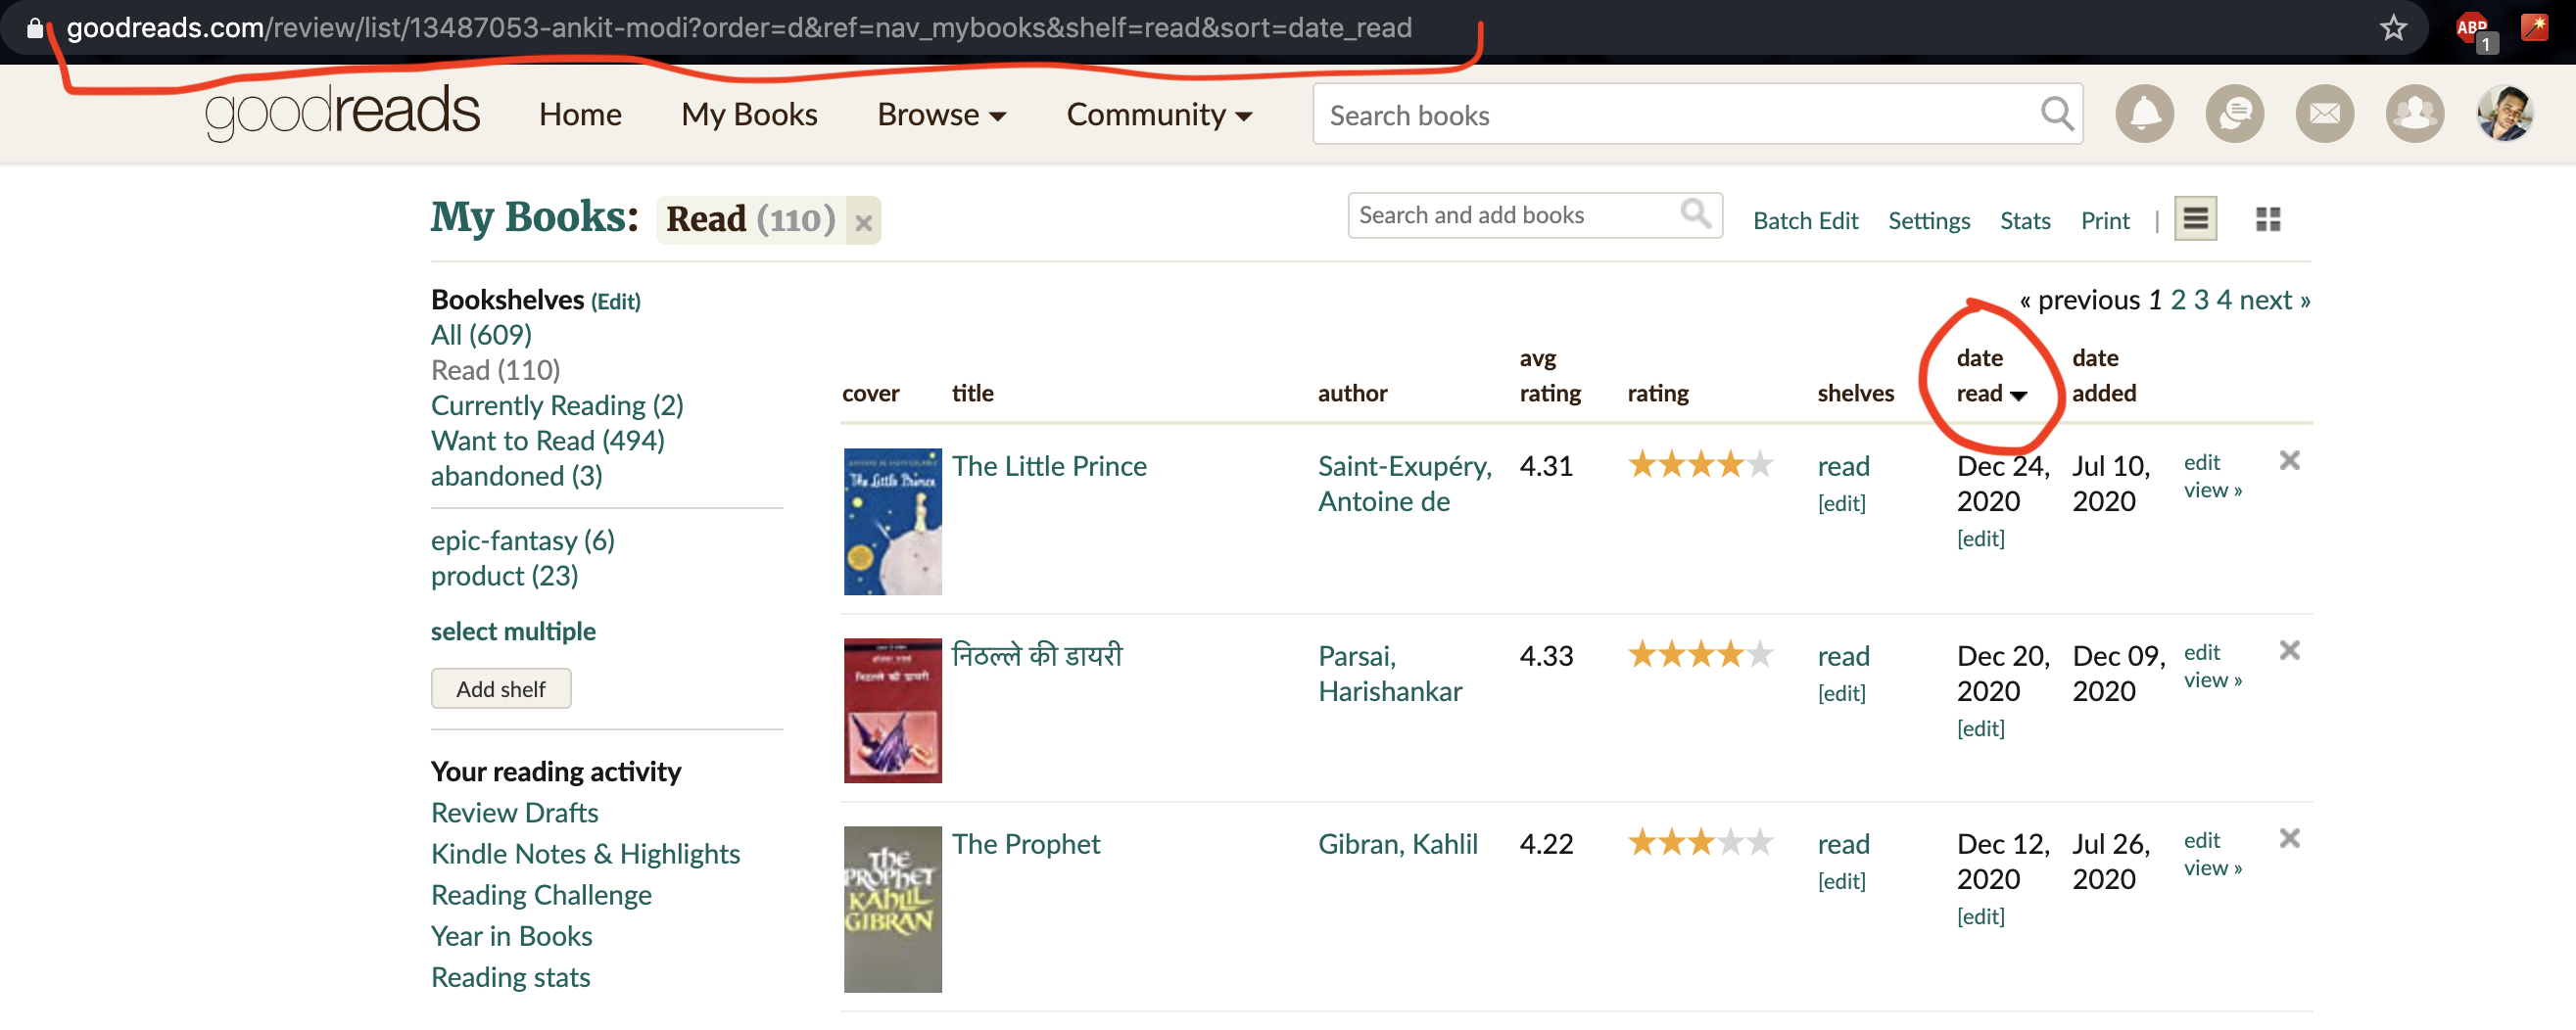 goodreads.com/review/list/13487053-ankit-modi?order=d&ref=nav_mybooks&shelf=read&sort=date_read
ABP
1
goodreads Home My Books Browse Community Search books
My Books: Read (110) × Search and add books Batch Edit Settings Stats Print |
Bookshelves (Edit)
All (609)
Read (110)
Currently Reading (2)
Want to Read (494)
abandoned (3)
epic-fantasy (6)
product (23)
select multiple
Add shelf
Your reading activity
Review Drafts
Kindle Notes & Highlights
Reading Challenge
Year in Books
Reading stats
« previous 1 2 3 4 next »
cover title author avg rating rating shelves date read date added
The Little Prince
The Little Prince Saint-Exupéry, Antoine de 4.31 read [edit] Dec 24, 2020 [edit] Jul 10, 2020 edit view »
निठल्ले की डायरी
निठल्ले की डायरी Parsai, Harishankar 4.33 read [edit] Dec 20, 2020 [edit] Dec 09, 2020 edit view »
The
PROPHET
KAHLIL
GIBRAN
The Prophet Gibran, Kahlil 4.22 read [edit] Dec 12, 2020 [edit] Jul 26, 2020 edit view »